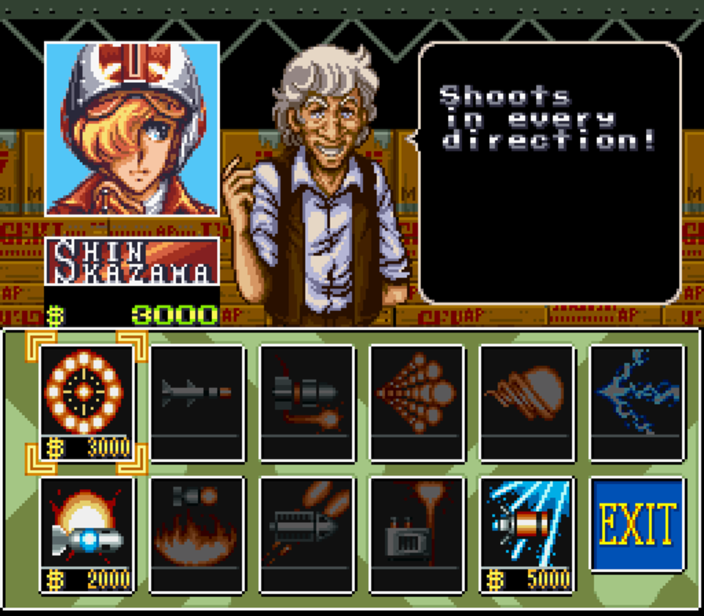 Shoots
in every
direction!
SHIN
KAZAMA
$ 3000
$ 3000
$ 2000
$ 5000
EXIT